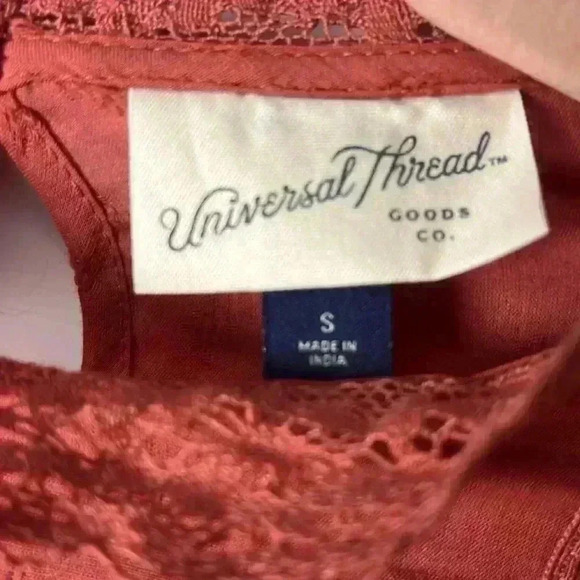 Universal Thread™
GOODS
CO.
S
MADE IN
INDIA